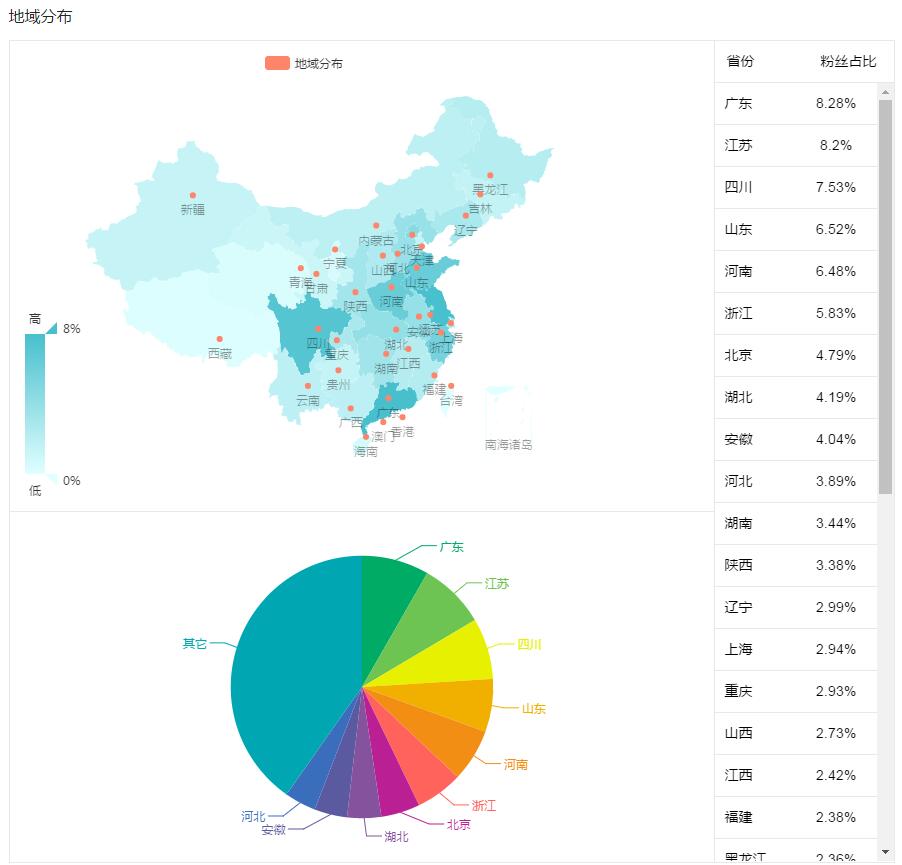 地域分布
地域分布
黑龙江
新疆
吉林
辽宁
内蒙古
北京
天津
宁夏
山西
河北
青海
甘肃
山东
陕西
河南
高
8%
安徽
江苏
上海
四川
重庆
湖北
浙江
西藏
湖南
江西
贵州
福建
云南
台湾
广东
广西
澳门
香港
海南
南海诸岛
0%
低
广东
江苏
四川
山东
河南
浙江
北京
湖北
安徽
河北
其它
省份 粉丝占比
广东 8.28%
江苏 8.2%
四川 7.53%
山东 6.52%
河南 6.48%
浙江 5.83%
北京 4.79%
湖北 4.19%
安徽 4.04%
河北 3.89%
湖南 3.44%
陕西 3.38%
辽宁 2.99%
上海 2.94%
重庆 2.93%
山西 2.73%
江西 2.42%
福建 2.38%
黑龙江 2.36%